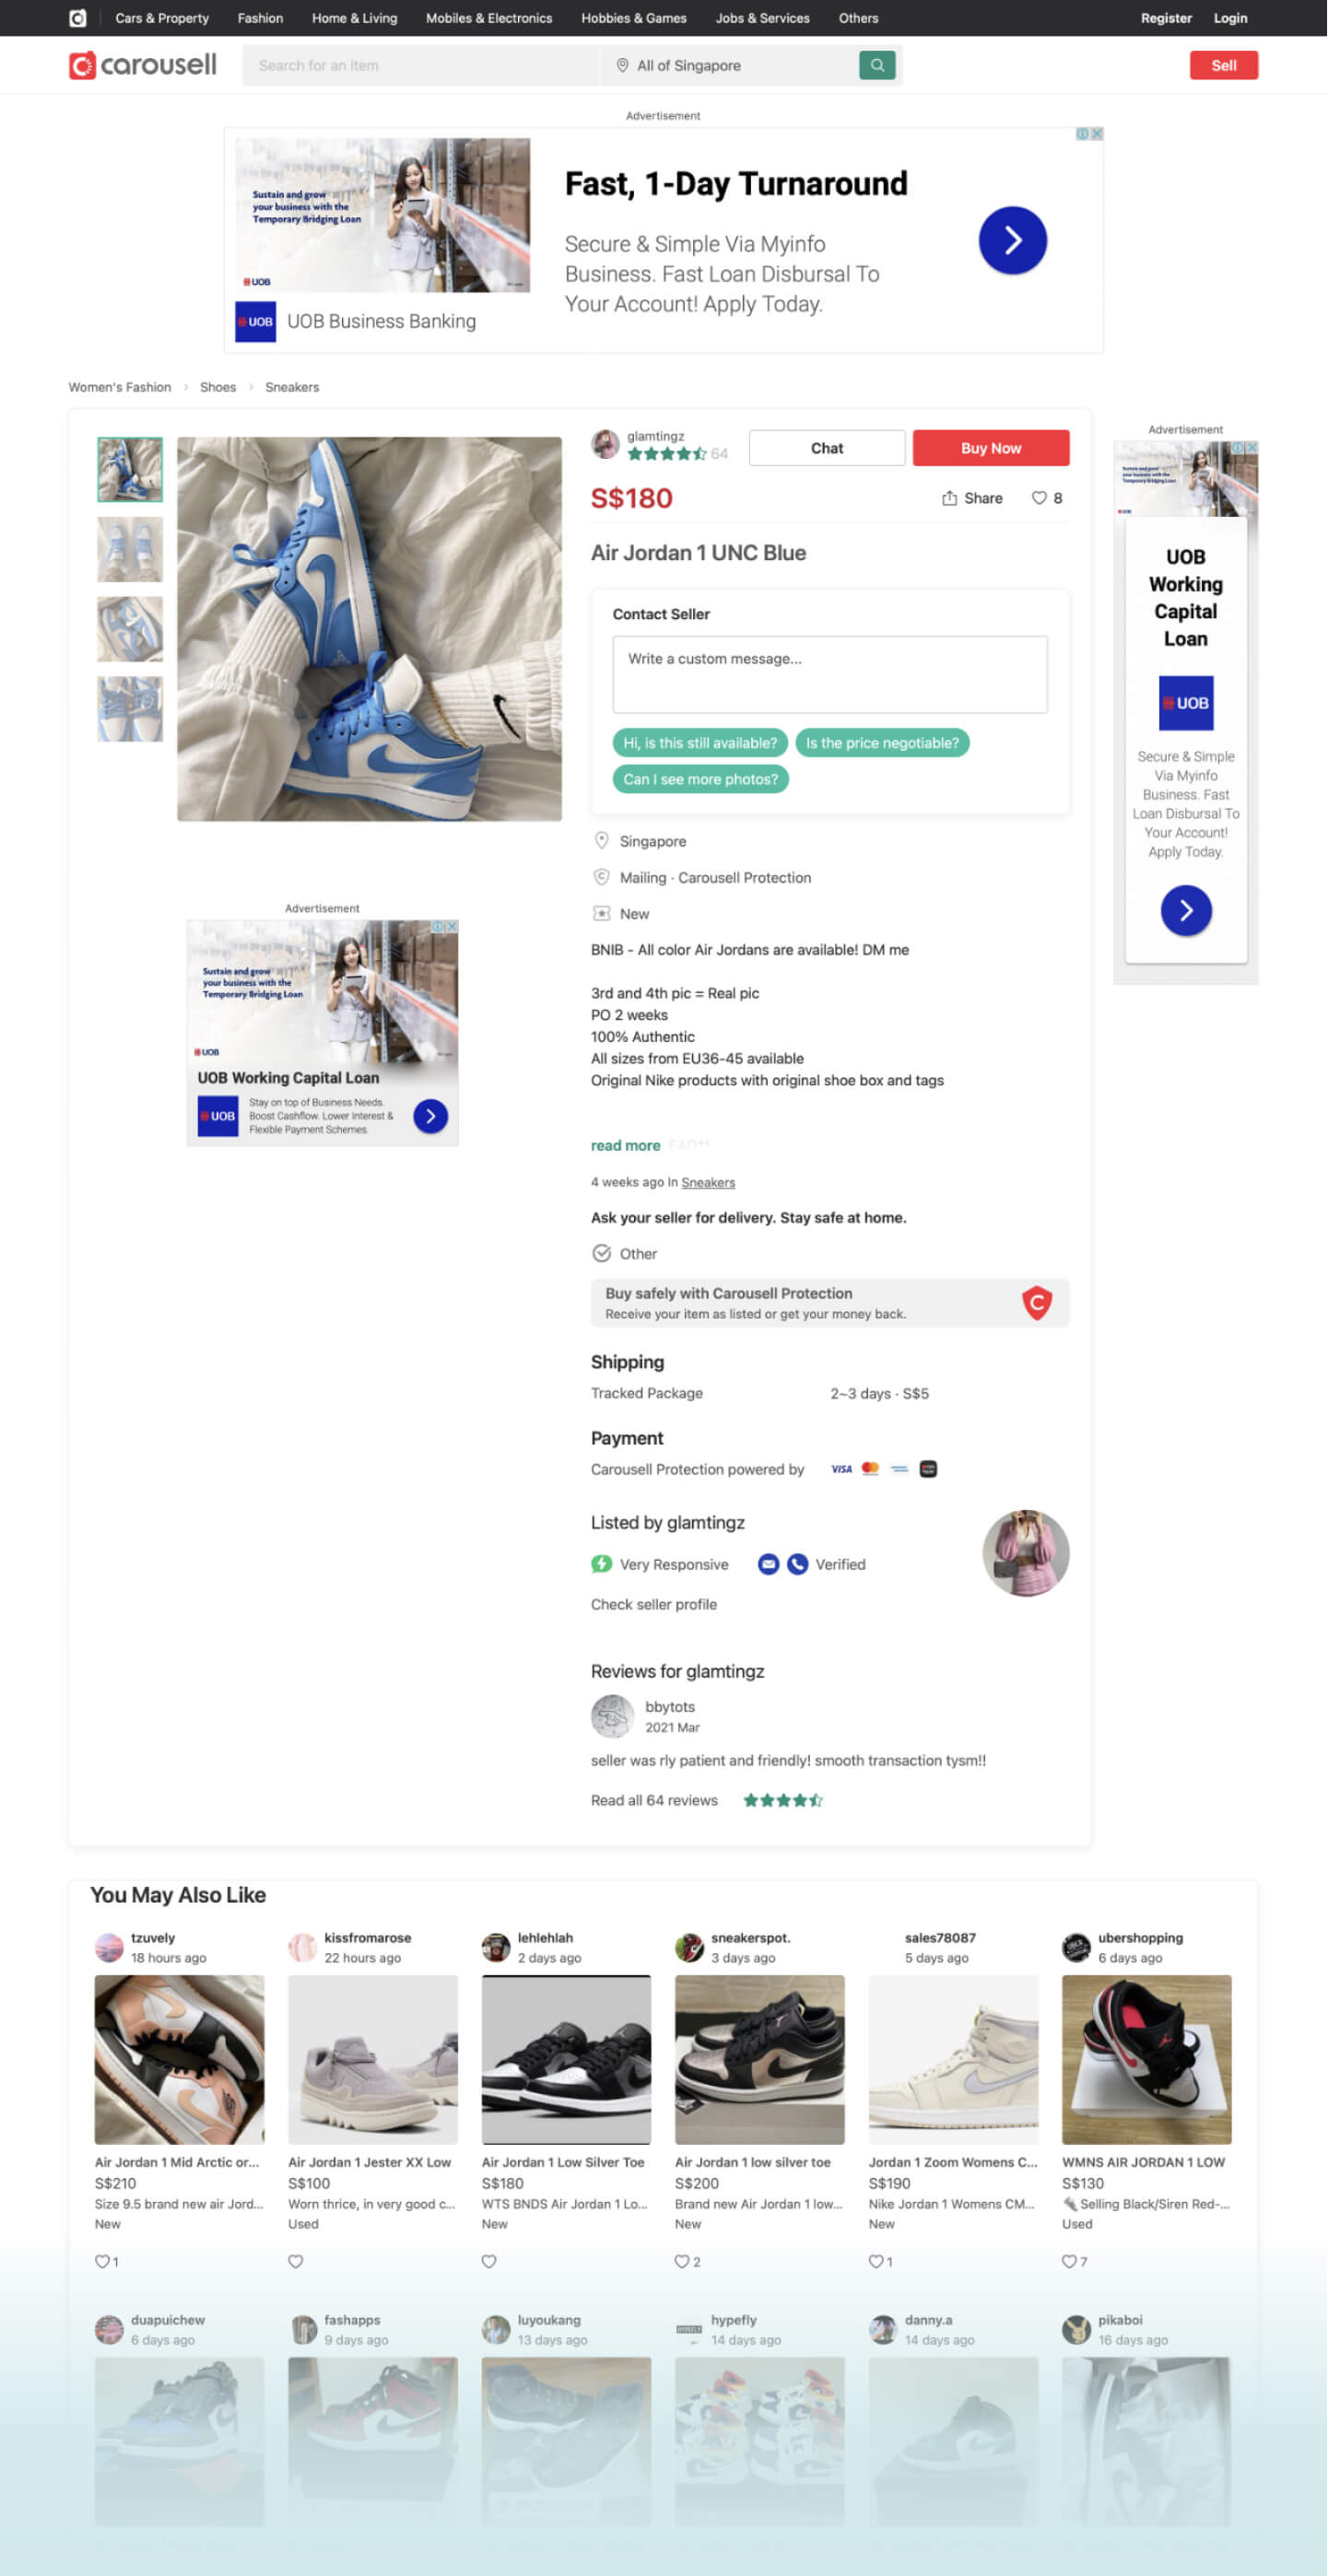 Cars & Property Fashion Home & Living Mobiles & Electronics Hobbies & Games Jobs & Services Others Register Login
carousell Search for an item All of Singapore Sell
Advertisement
Sustain and grow
your business with the
Temporary Bridging Loan
UOB
Fast, 1-Day Turnaround
Secure & Simple Via Myinfo
Business. Fast Loan Disbursal To
Your Account! Apply Today.
UOB UOB Business Banking
Women's Fashion > Shoes > Sneakers
glamtingz
64
Chat
Buy Now
S$180
Share
8
Air Jordan 1 UNC Blue
Contact Seller
Write a custom message...
Hi, is this still available?
Is the price negotiable?
Can I see more photos?
Singapore
Mailing · Carousell Protection
New
BNIB - All color Air Jordans are available! DM me
3rd and 4th pic = Real pic
PO 2 weeks
100% Authentic
All sizes from EU36-45 available
Original Nike products with original shoe box and tags
read more
4 weeks ago in Sneakers
Ask your seller for delivery. Stay safe at home.
Other
Buy safely with Carousell Protection
Receive your item as listed or get your money back.
Shipping
Tracked Package 2~3 days · S$5
Payment
Carousell Protection powered by VISA
Listed by glamtingz
Very Responsive Verified
Check seller profile
Reviews for glamtingz
bbytots
2021 Mar
seller was rly patient and friendly! smooth transaction tysm!!
Read all 64 reviews
Advertisement
Sustain and grow
your business with the
Temporary Bridging Loan
UOB
UOB Working Capital Loan
UOB
Stay on top of Business Needs.
Boost Cashflow. Lower Interest &
Flexible Payment Schemes.
Advertisement
Sustain and grow
your business with the
Temporary Bridging Loan
UOB
UOB
Working
Capital
Loan
UOB
Secure & Simple
Via Myinfo
Business. Fast
Loan Disbursal To
Your Account!
Apply Today.
You May Also Like
tzuvely
18 hours ago
Air Jordan 1 Mid Arctic or...
S$210
Size 9.5 brand new air Jord...
New
1
kissfromarose
22 hours ago
Air Jordan 1 Jester XX Low
S$100
Worn thrice, in very good c...
Used
lehlehlah
2 days ago
Air Jordan 1 Low Silver Toe
S$180
WTS BNDS Air Jordan 1 Lo...
New
sneakerspot.
3 days ago
Air Jordan 1 low silver toe
S$200
Brand new Air Jordan 1 low...
New
2
sales78087
5 days ago
Jordan 1 Zoom Womens C...
S$190
Nike Jordan 1 Womens CM...
New
1
ubershopping
6 days ago
WMNS AIR JORDAN 1 LOW
S$130
Selling Black/Siren Red-...
Used
7
duapuichew
6 days ago
fashapps
9 days ago
luyoukang
13 days ago
hypefly
14 days ago
danny.a
14 days ago
pikaboi
16 days ago